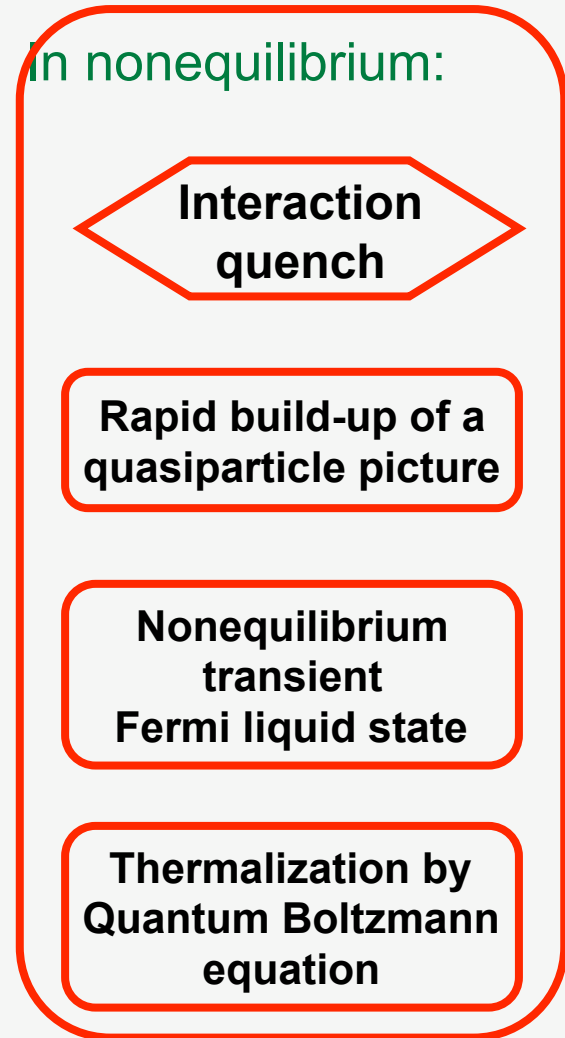 In nonequilibrium:
Interaction
quench
Rapid build-up of a
quasiparticle picture
Nonequilibrium
transient
Fermi liquid state
Thermalization by
Quantum Boltzmann
equation